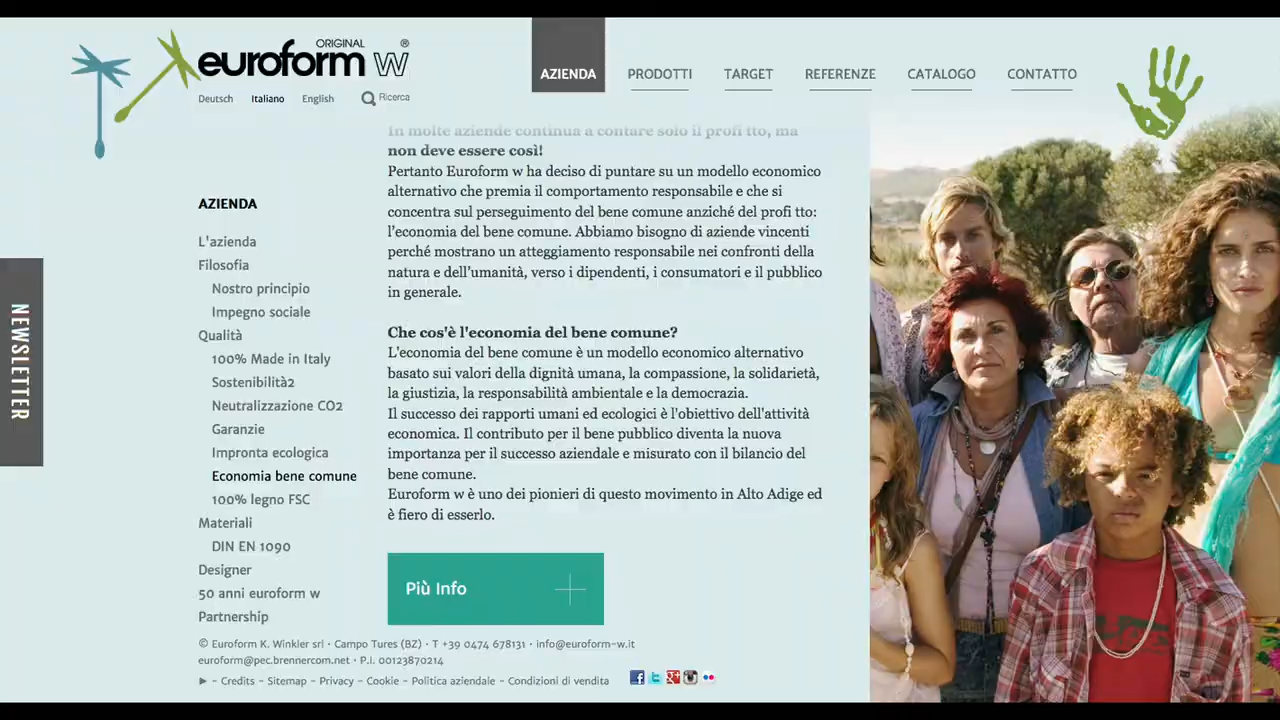 ORIGINAL
euroform w ®
Deutsch Italiano English Ricerca
AZIENDA PRODOTTI TARGET REFERENZE CATALOGO CONTATTO
NEWSLETTER
AZIENDA
L'azienda
Filosofia
Nostro principio
Impegno sociale
Qualità
100% Made in Italy
Sostenibilità2
Neutralizzazione CO2
Garanzie
Impronta ecologica
Economia bene comune
100% legno FSC
Materiali
DIN EN 1090
Designer
50 anni euroform w
Partnership
In molte aziende continua a contare solo il profi tto, ma
non deve essere così!
Pertanto Euroform w ha deciso di puntare su un modello economico
alternativo che premia il comportamento responsabile e che si
concentra sul perseguimento del bene comune anziché del profi tto:
l'economia del bene comune. Abbiamo bisogno di aziende vincenti
perché mostrano un atteggiamento responsabile nei confronti della
natura e dell'umanità, verso i dipendenti, i consumatori e il pubblico
in generale.
Che cos'è l'economia del bene comune?
L'economia del bene comune è un modello economico alternativo
basato sui valori della dignità umana, la compassione, la solidarietà,
la giustizia, la responsabilità ambientale e la democrazia.
Il successo dei rapporti umani ed ecologici è l'obiettivo dell'attività
economica. Il contributo per il bene pubblico diventa la nuova
importanza per il successo aziendale e misurato con il bilancio del
bene comune.
Euroform w è uno dei pionieri di questo movimento in Alto Adige ed
è fiero di esserlo.
Più Info
© Euroform K. Winkler srl · Campo Tures (BZ) · T +39 0474 678131 · info@euroform-w.it
euroform@pec.brennercom.net · P.i. 00123870214
► - Credits - Sitemap - Privacy - Cookie - Politica aziendale - Condizioni di vendita